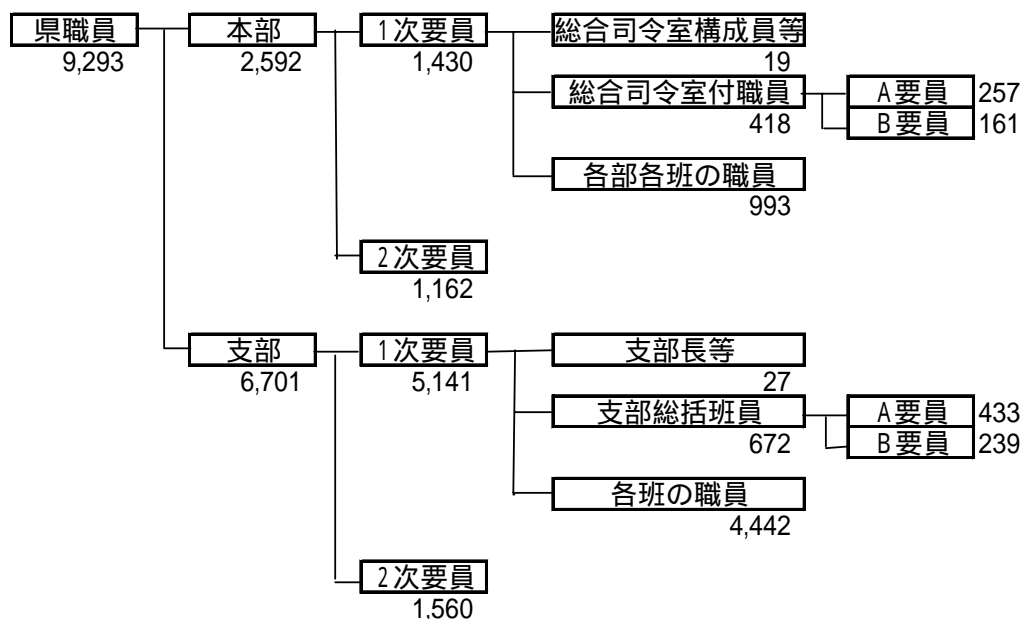 県職員 本部 1次要員 総合司令室構成員等
9,293 2,592 1,430 19
総合司令室付職員 A要員 257
418 B要員 161
各部各班の職員
993
2次要員
1,162
支部 1次要員 支部長等
6,701 5,141 27
支部総括班員 A要員 433
672 B要員 239
各班の職員
4,442
2次要員
1,560